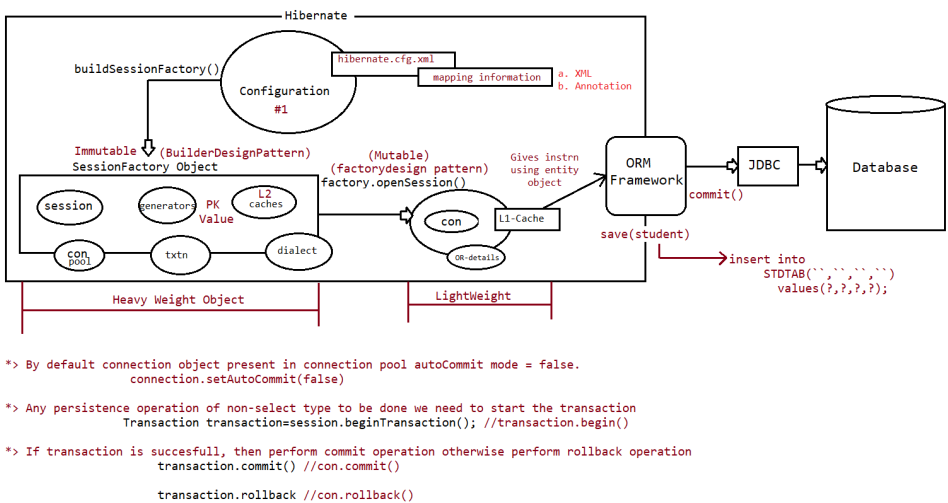 Hibernate
hibernate.cfg.xml
buildSessionFactory()
mapping information
a. XML
b. Annotation
Configuration
#1
Immutable
(BuilderDesignPattern)
SessionFactory Object
(Mutable)
(factorydesign pattern)
factory.openSession()
Gives instrn
using entity
object
ORM
Framework
JDBC
Database
session
generators
PK
Value
L2
caches
con
L1-Cache
commit()
con
pool
txtn
dialect
OR-details
save(student)
insert into
STDTAB(``,``,``,``)
values(?,?,?,?);
Heavy Weight Object
LightWeight
*> By default connection object present in connection pool autoCommit mode = false.
connection.setAutoCommit(false)
*> Any persistence operation of non-select type to be done we need to start the transaction
Transaction transaction=session.beginTransaction(); //transaction.begin()
*> If transaction is succesfull, then perform commit operation otherwise perform rollback operation
transaction.commit() //con.commit()
transaction.rollback //con.rollback()